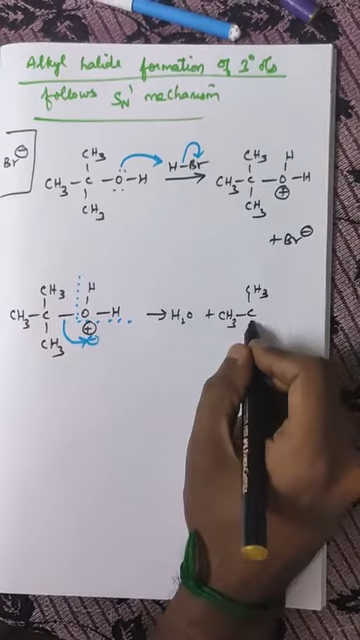 Alkyl halide formation of 3° ols
follows SN1 mechanism
Br⊖
CH3 CH3 H
CH3-C-Ö-H H-Br → CH3-C-O-H
CH3 CH3 ⊕
+ Br⊖
CH3 H CH3
CH3-C-O-H → H2O + CH3-C
CH3 ⊕